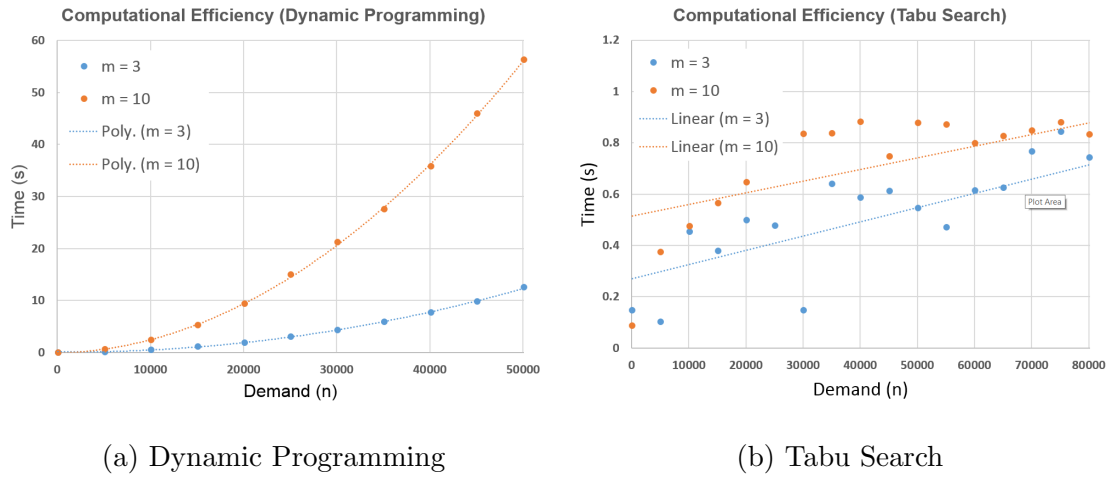 Computational Efficiency (Dynamic Programming)
60
50
40
30
20
10
0
Time (s)
m = 3
m = 10
Poly. (m = 3)
Poly. (m = 10)
0 10000 20000 30000 40000 50000
Demand (n)
(a) Dynamic Programming
Computational Efficiency (Tabu Search)
1.2
1
0.8
0.6
0.4
0.2
0
Time (s)
m = 3
m = 10
Linear (m = 3)
Linear (m = 10)
Plot Area
0 10000 20000 30000 40000 50000 60000 70000 80000
Demand (n)
(b) Tabu Search